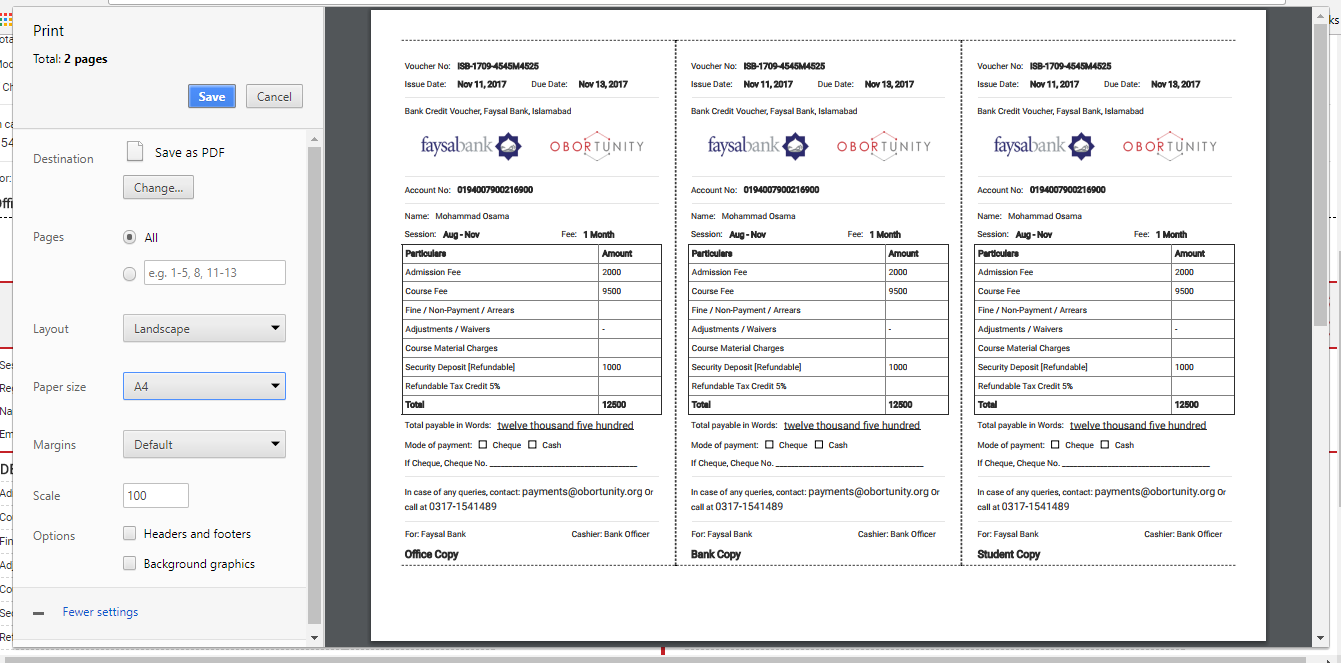 Print
Total: 2 pages
Save
Cancel
Destination
Save as PDF
Change...
Pages
All
e.g. 1-5, 8, 11-13
Layout
Landscape
Paper size
A4
Margins
Default
Scale
100
Options
Headers and footers
Background graphics
Fewer settings
Voucher No: ISB-1709-4545M4525
Issue Date: Nov 11, 2017 Due Date: Nov 13, 2017
Bank Credit Voucher, Faysal Bank, Islamabad
faysalbank OBORTUNITY
Account No: 0194007900216900
Name: Mohammad Osama
Session: Aug - Nov Fee: 1 Month
Particulars Amount
Admission Fee 2000
Course Fee 9500
Fine / Non-Payment / Arrears
Adjustments / Waivers -
Course Material Charges
Security Deposit [Refundable] 1000
Refundable Tax Credit 5%
Total 12500
Total payable in Words: twelve thousand five hundred
Mode of payment: Cheque Cash
If Cheque, Cheque No.
In case of any queries, contact: payments@obortunity.org Or
call at 0317-1541489
For: Faysal Bank Cashier: Bank Officer
Office Copy
Voucher No: ISB-1709-4545M4525
Issue Date: Nov 11, 2017 Due Date: Nov 13, 2017
Bank Credit Voucher, Faysal Bank, Islamabad
faysalbank OBORTUNITY
Account No: 0194007900216900
Name: Mohammad Osama
Session: Aug - Nov Fee: 1 Month
Particulars Amount
Admission Fee 2000
Course Fee 9500
Fine / Non-Payment / Arrears
Adjustments / Waivers -
Course Material Charges
Security Deposit [Refundable] 1000
Refundable Tax Credit 5%
Total 12500
Total payable in Words: twelve thousand five hundred
Mode of payment: Cheque Cash
If Cheque, Cheque No.
In case of any queries, contact: payments@obortunity.org Or
call at 0317-1541489
For: Faysal Bank Cashier: Bank Officer
Bank Copy
Voucher No: ISB-1709-4545M4525
Issue Date: Nov 11, 2017 Due Date: Nov 13, 2017
Bank Credit Voucher, Faysal Bank, Islamabad
faysalbank OBORTUNITY
Account No: 0194007900216900
Name: Mohammad Osama
Session: Aug - Nov Fee: 1 Month
Particulars Amount
Admission Fee 2000
Course Fee 9500
Fine / Non-Payment / Arrears
Adjustments / Waivers -
Course Material Charges
Security Deposit [Refundable] 1000
Refundable Tax Credit 5%
Total 12500
Total payable in Words: twelve thousand five hundred
Mode of payment: Cheque Cash
If Cheque, Cheque No.
In case of any queries, contact: payments@obortunity.org Or
call at 0317-1541489
For: Faysal Bank Cashier: Bank Officer
Student Copy